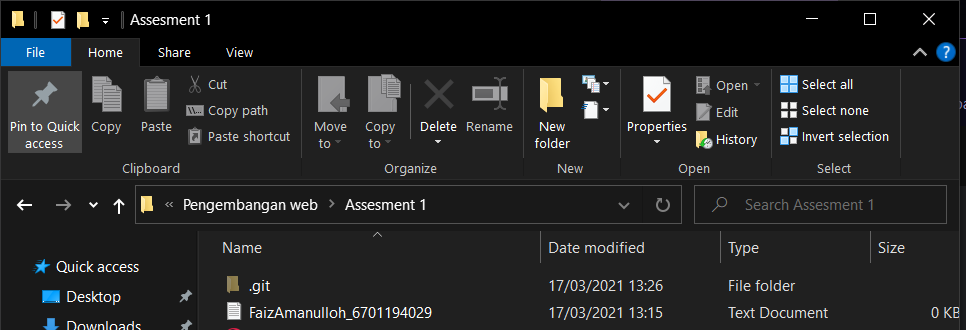 Assesment 1
File Home Share View
Pin to Quick access
Copy
Paste
Cut
Copy path
Paste shortcut
Clipboard
Move to
Copy to
Delete
Rename
Organize
New folder
New
Properties
Open
Edit
History
Open
Select all
Select none
Invert selection
Select
« Pengembangan web > Assesment 1
Search Assesment 1
Name Date modified Type Size
Quick access
Desktop
Downloads
.git 17/03/2021 13:26 File folder
FaizAmanulloh_6701194029 17/03/2021 13:15 Text Document 0 KB